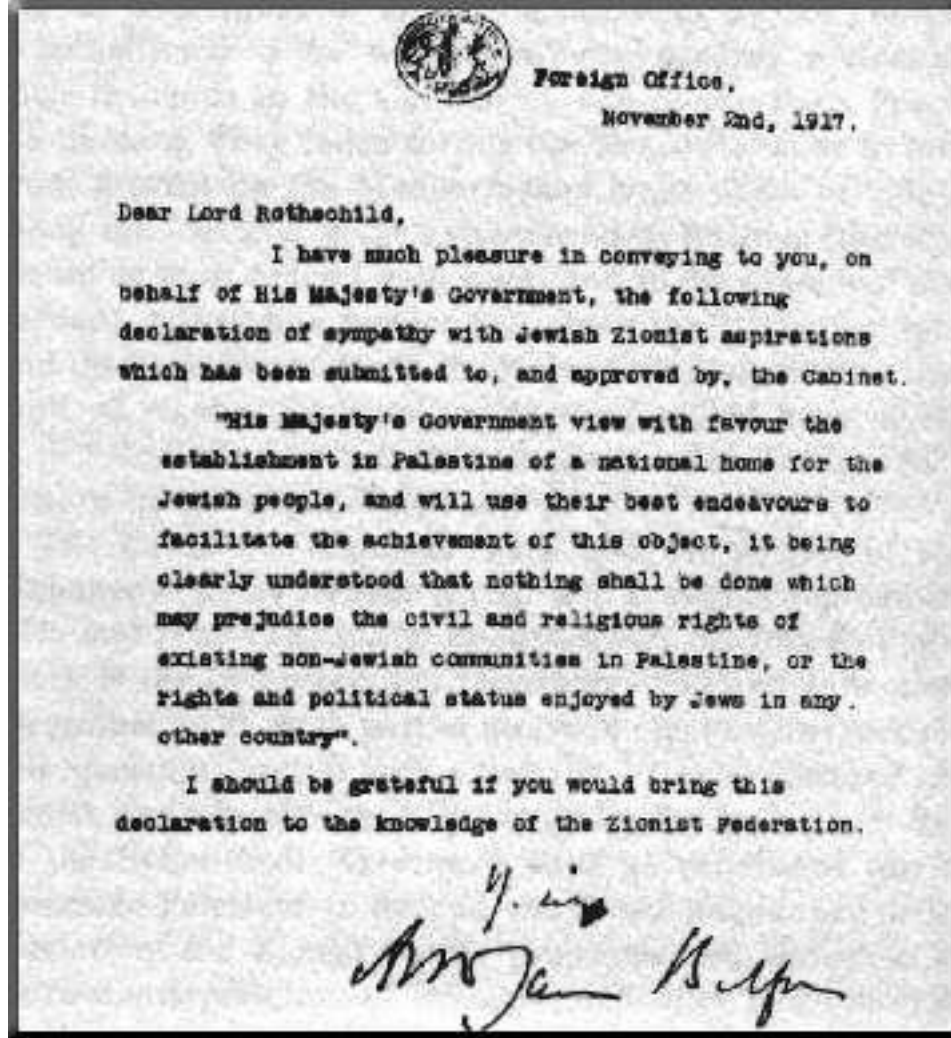 Foreign Office,
November 2nd, 1917.
Dear Lord Rothschild,
I have much pleasure in conveying to you, on
behalf of His Majesty's Government, the following
declaration of sympathy with Jewish Zionist aspirations
which has been submitted to, and approved by, the Cabinet.
"His Majesty's Government view with favour the
establishment in Palestine of a national home for the
Jewish people, and will use their best endeavours to
facilitate the achievement of this object, it being
clearly understood that nothing shall be done which
may prejudice the civil and religious rights of
existing non-Jewish communities in Palestine, or the
rights and political status enjoyed by Jews in any.
other country".
I should be grateful if you would bring this
declaration to the knowledge of the Zionist Federation.